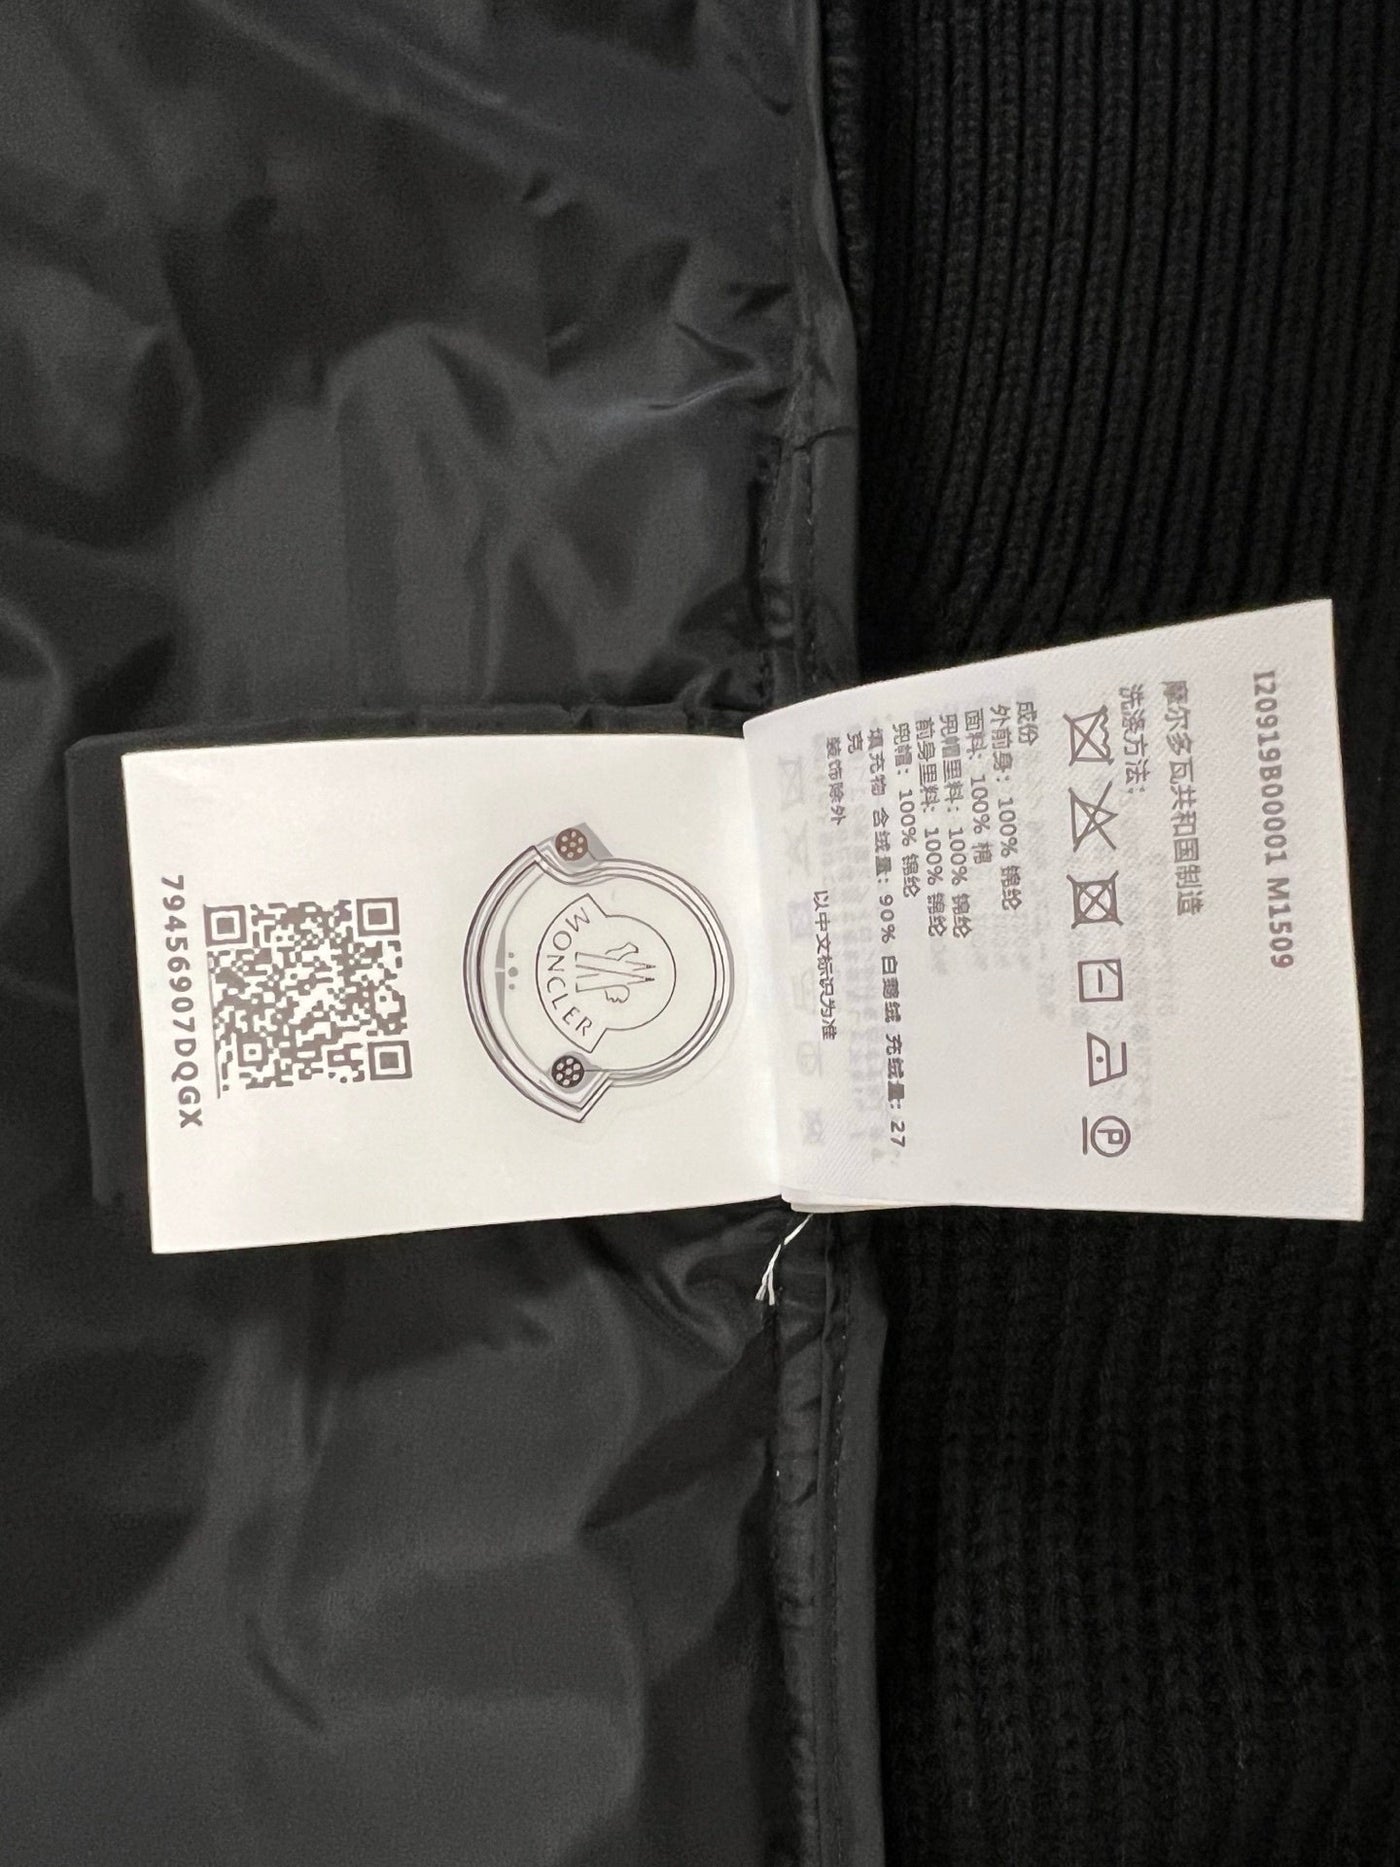 I20919B00001 M1509
摩尔多瓦共和国制造
洗涤方法:
P
成份
外前身: 100% 锦纶
面料: 100% 棉
兜帽里料: 100% 锦纶
前身里料: 100% 锦纶
兜帽: 100% 锦纶
填充物 含绒量: 90% 白鹅绒 充绒量: 27
克
装饰除外
以中文标识为准
MONCLER
79456907DQGX